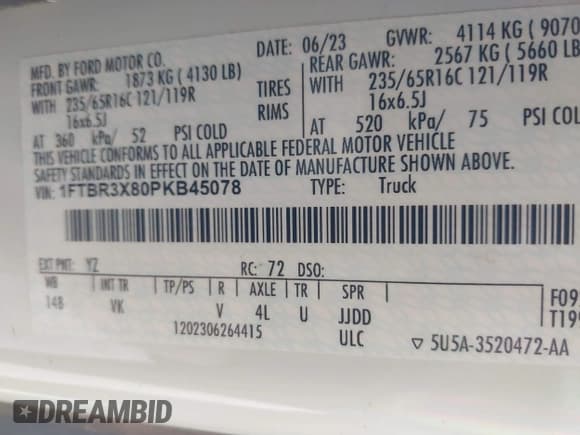 MFD. BY FORD MOTOR CO. DATE: 06/23 GVWR: 4114 KG ( 9070
FRONT GAWR: 1873 KG ( 4130 LB) REAR GAWR: 2567 KG ( 5660 LB)
WITH 235/65R16C 121/119R TIRES WITH 235/65R16C 121/119R
16x6.5J RIMS 16x6.5J
AT 360 kPa/ 52 PSI COLD AT 520 kPa/ 75 PSI COL
THIS VEHICLE CONFORMS TO ALL APPLICABLE FEDERAL MOTOR VEHICLE
SAFETY STANDARDS IN EFFECT ON THE DATE OF MANUFACTURE SHOWN ABOVE.
VIN: 1FTBR3X80PKB45078 TYPE: Truck
EXT PNT: YZ RC: 72 DSO:
WB INT TR TP/PS R AXLE TR SPR
148 VK V 4L U JJDD
1202306264415 ULC
F09
T199
▽ 5U5A-3520472-AA
DREAMBID